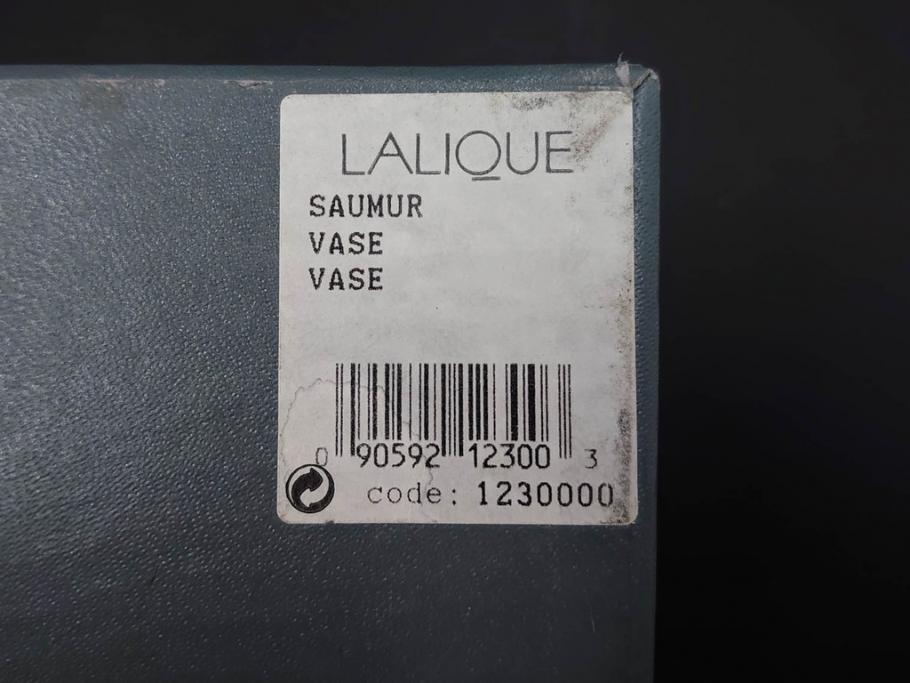 LALIQUE
SAUMUR
VASE
VASE
0 90592 12300 3
code: 1230000